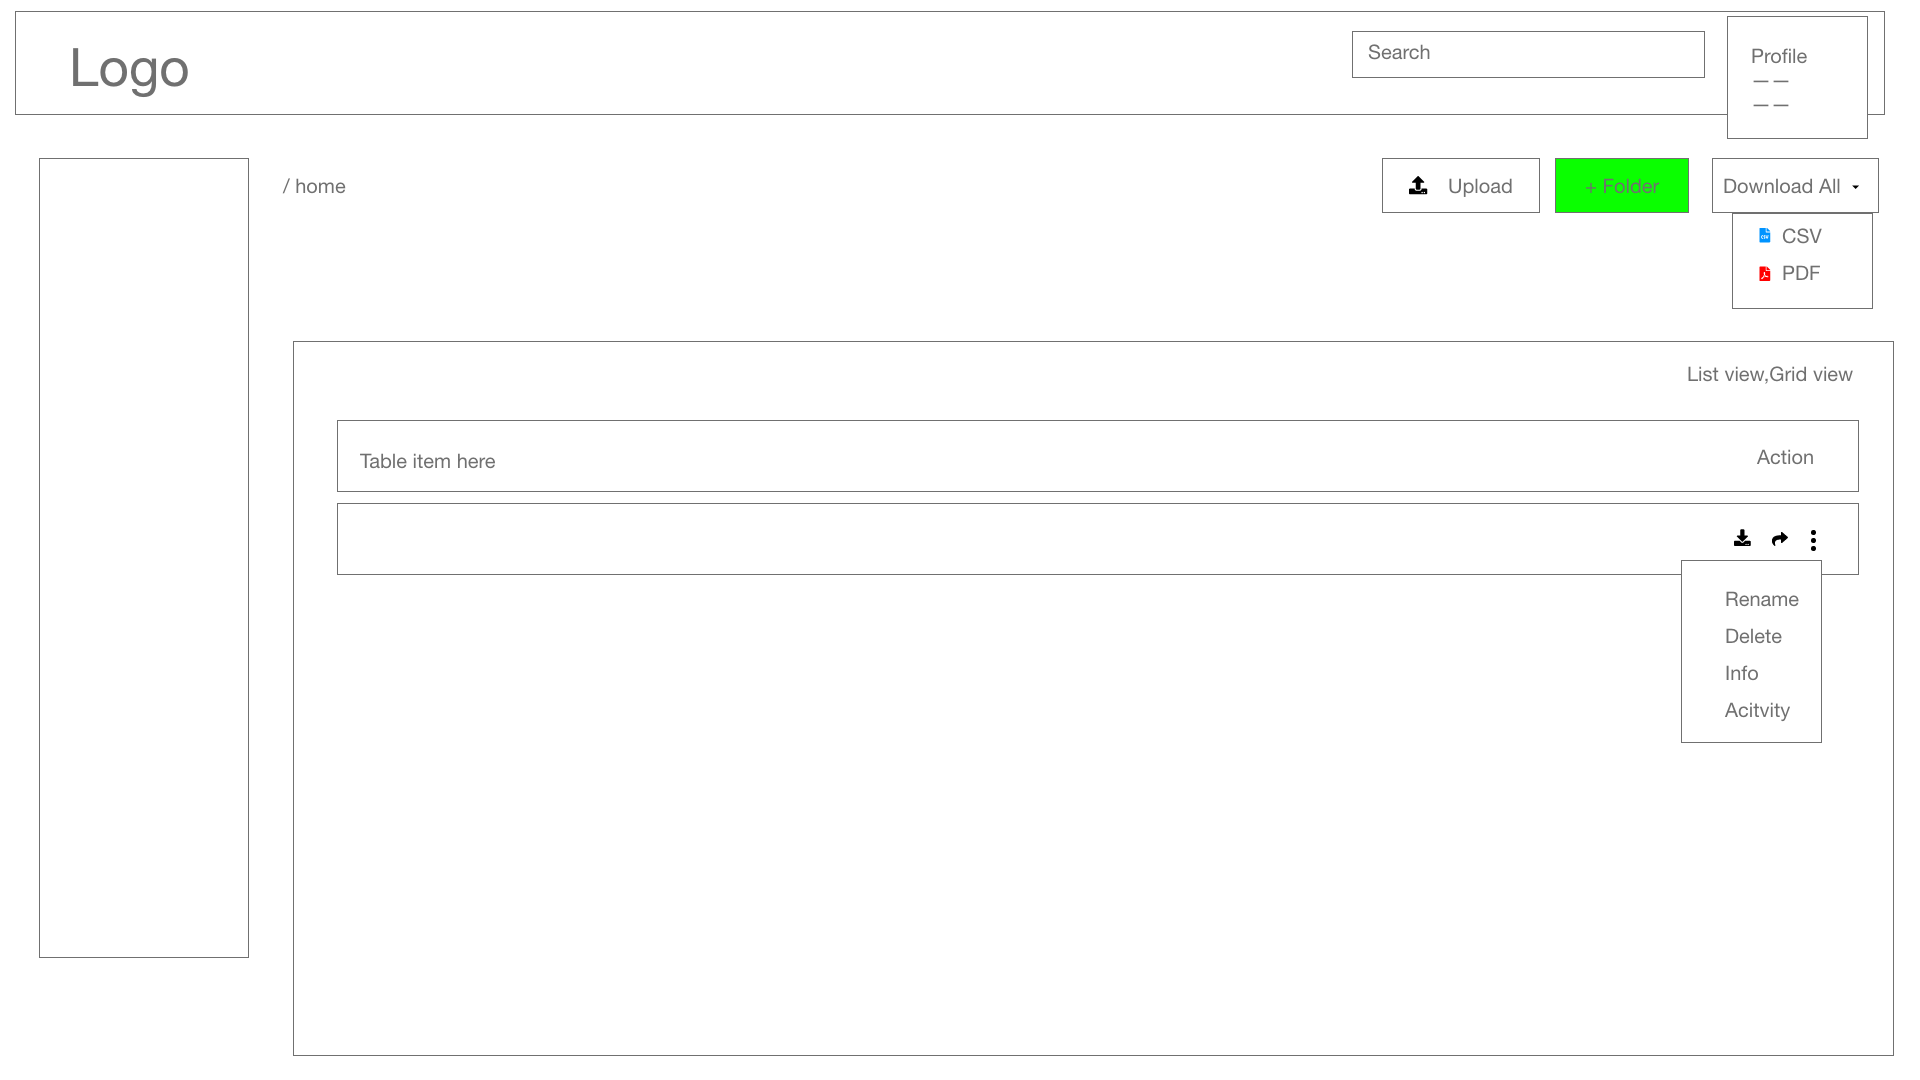 Logo
Search
Profile
— —
— —
/ home
Upload
+ Folder
Download All
CSV
PDF
List view,Grid view
Table item here
Action
Rename
Delete
Info
Acitvity